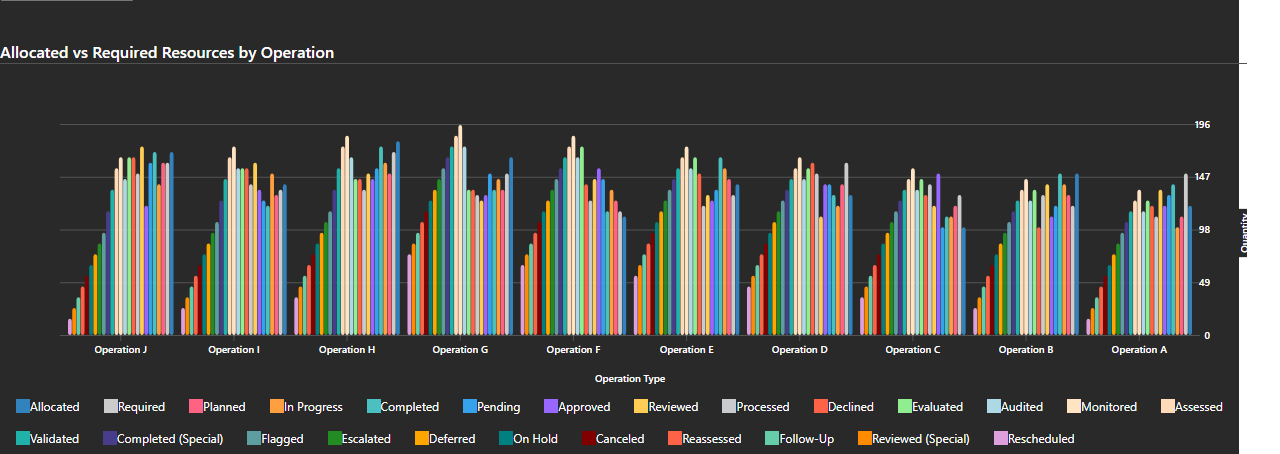 Allocated vs Required Resources by Operation
196
147
98
49
0
Quantity
Operation J Operation I Operation H Operation G Operation F Operation E Operation D Operation C Operation B Operation A
Operation Type
Allocated Required Planned In Progress Completed Pending Approved Reviewed Processed Declined Evaluated Audited Monitored Assessed
Validated Completed (Special) Flagged Escalated Deferred On Hold Canceled Reassessed Follow-Up Reviewed (Special) Rescheduled